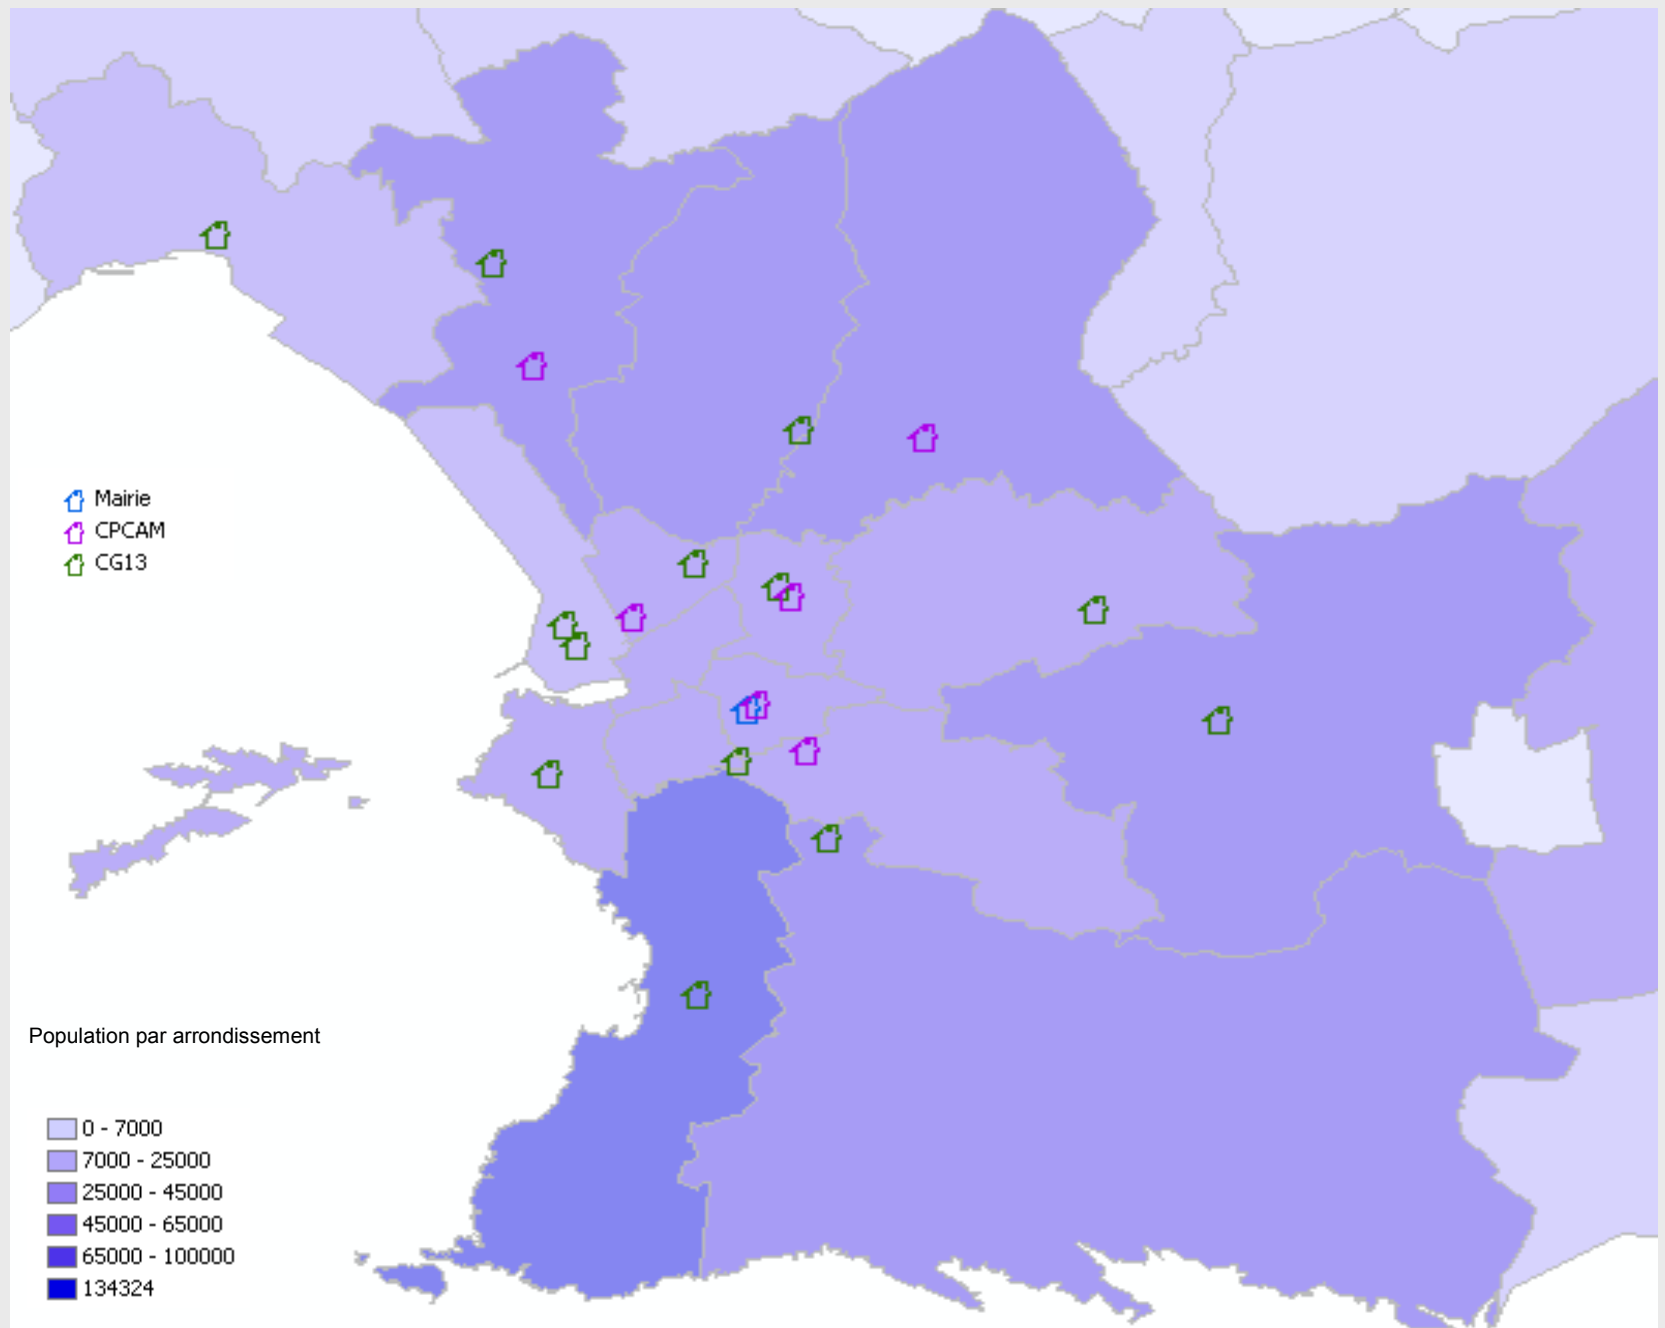 Mairie
CPCAM
CG13
Population par arrondissement
0 - 7000
7000 - 25000
25000 - 45000
45000 - 65000
65000 - 100000
134324